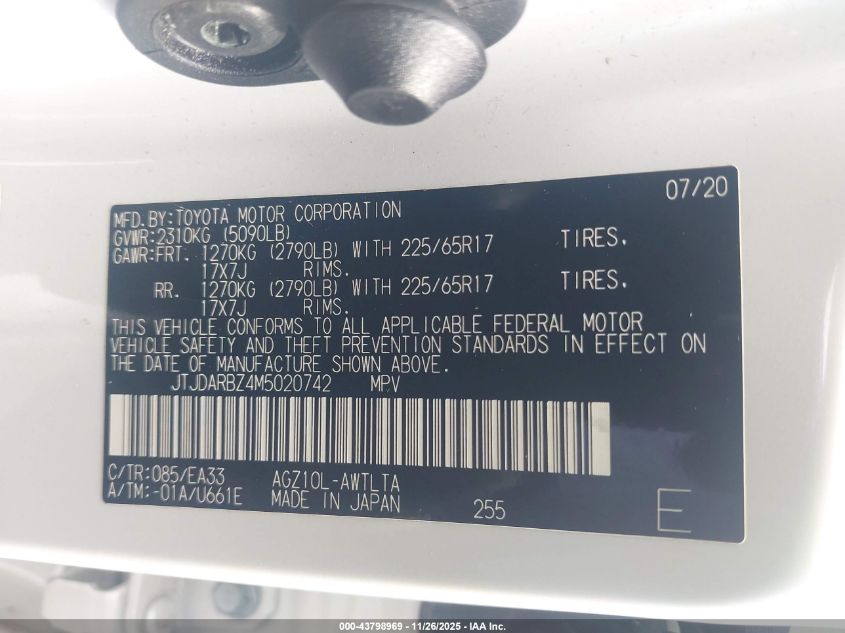 07/20
MFD.BY:TOYOTA MOTOR CORPORATION
GVWR:2310KG (5090LB)
GAWR:FRT. 1270KG (2790LB) WITH 225/65R17 TIRES.
17X7J RIMS.
RR. 1270KG (2790LB) WITH 225/65R17 TIRES.
17X7J RIMS.
THIS VEHICLE CONFORMS TO ALL APPLICABLE FEDERAL MOTOR
VEHICLE SAFETY AND THEFT PREVENTION STANDARDS IN EFFECT ON
THE DATE OF MANUFACTURE SHOWN ABOVE.
JTJDARBZ4M5020742 MPV
C/TR:085/EA33 AGZ10L-AWTLTA
A/TM:-01A/U661E MADE IN JAPAN 255 E
000-43798969 - 11/26/2025 - IAA Inc.